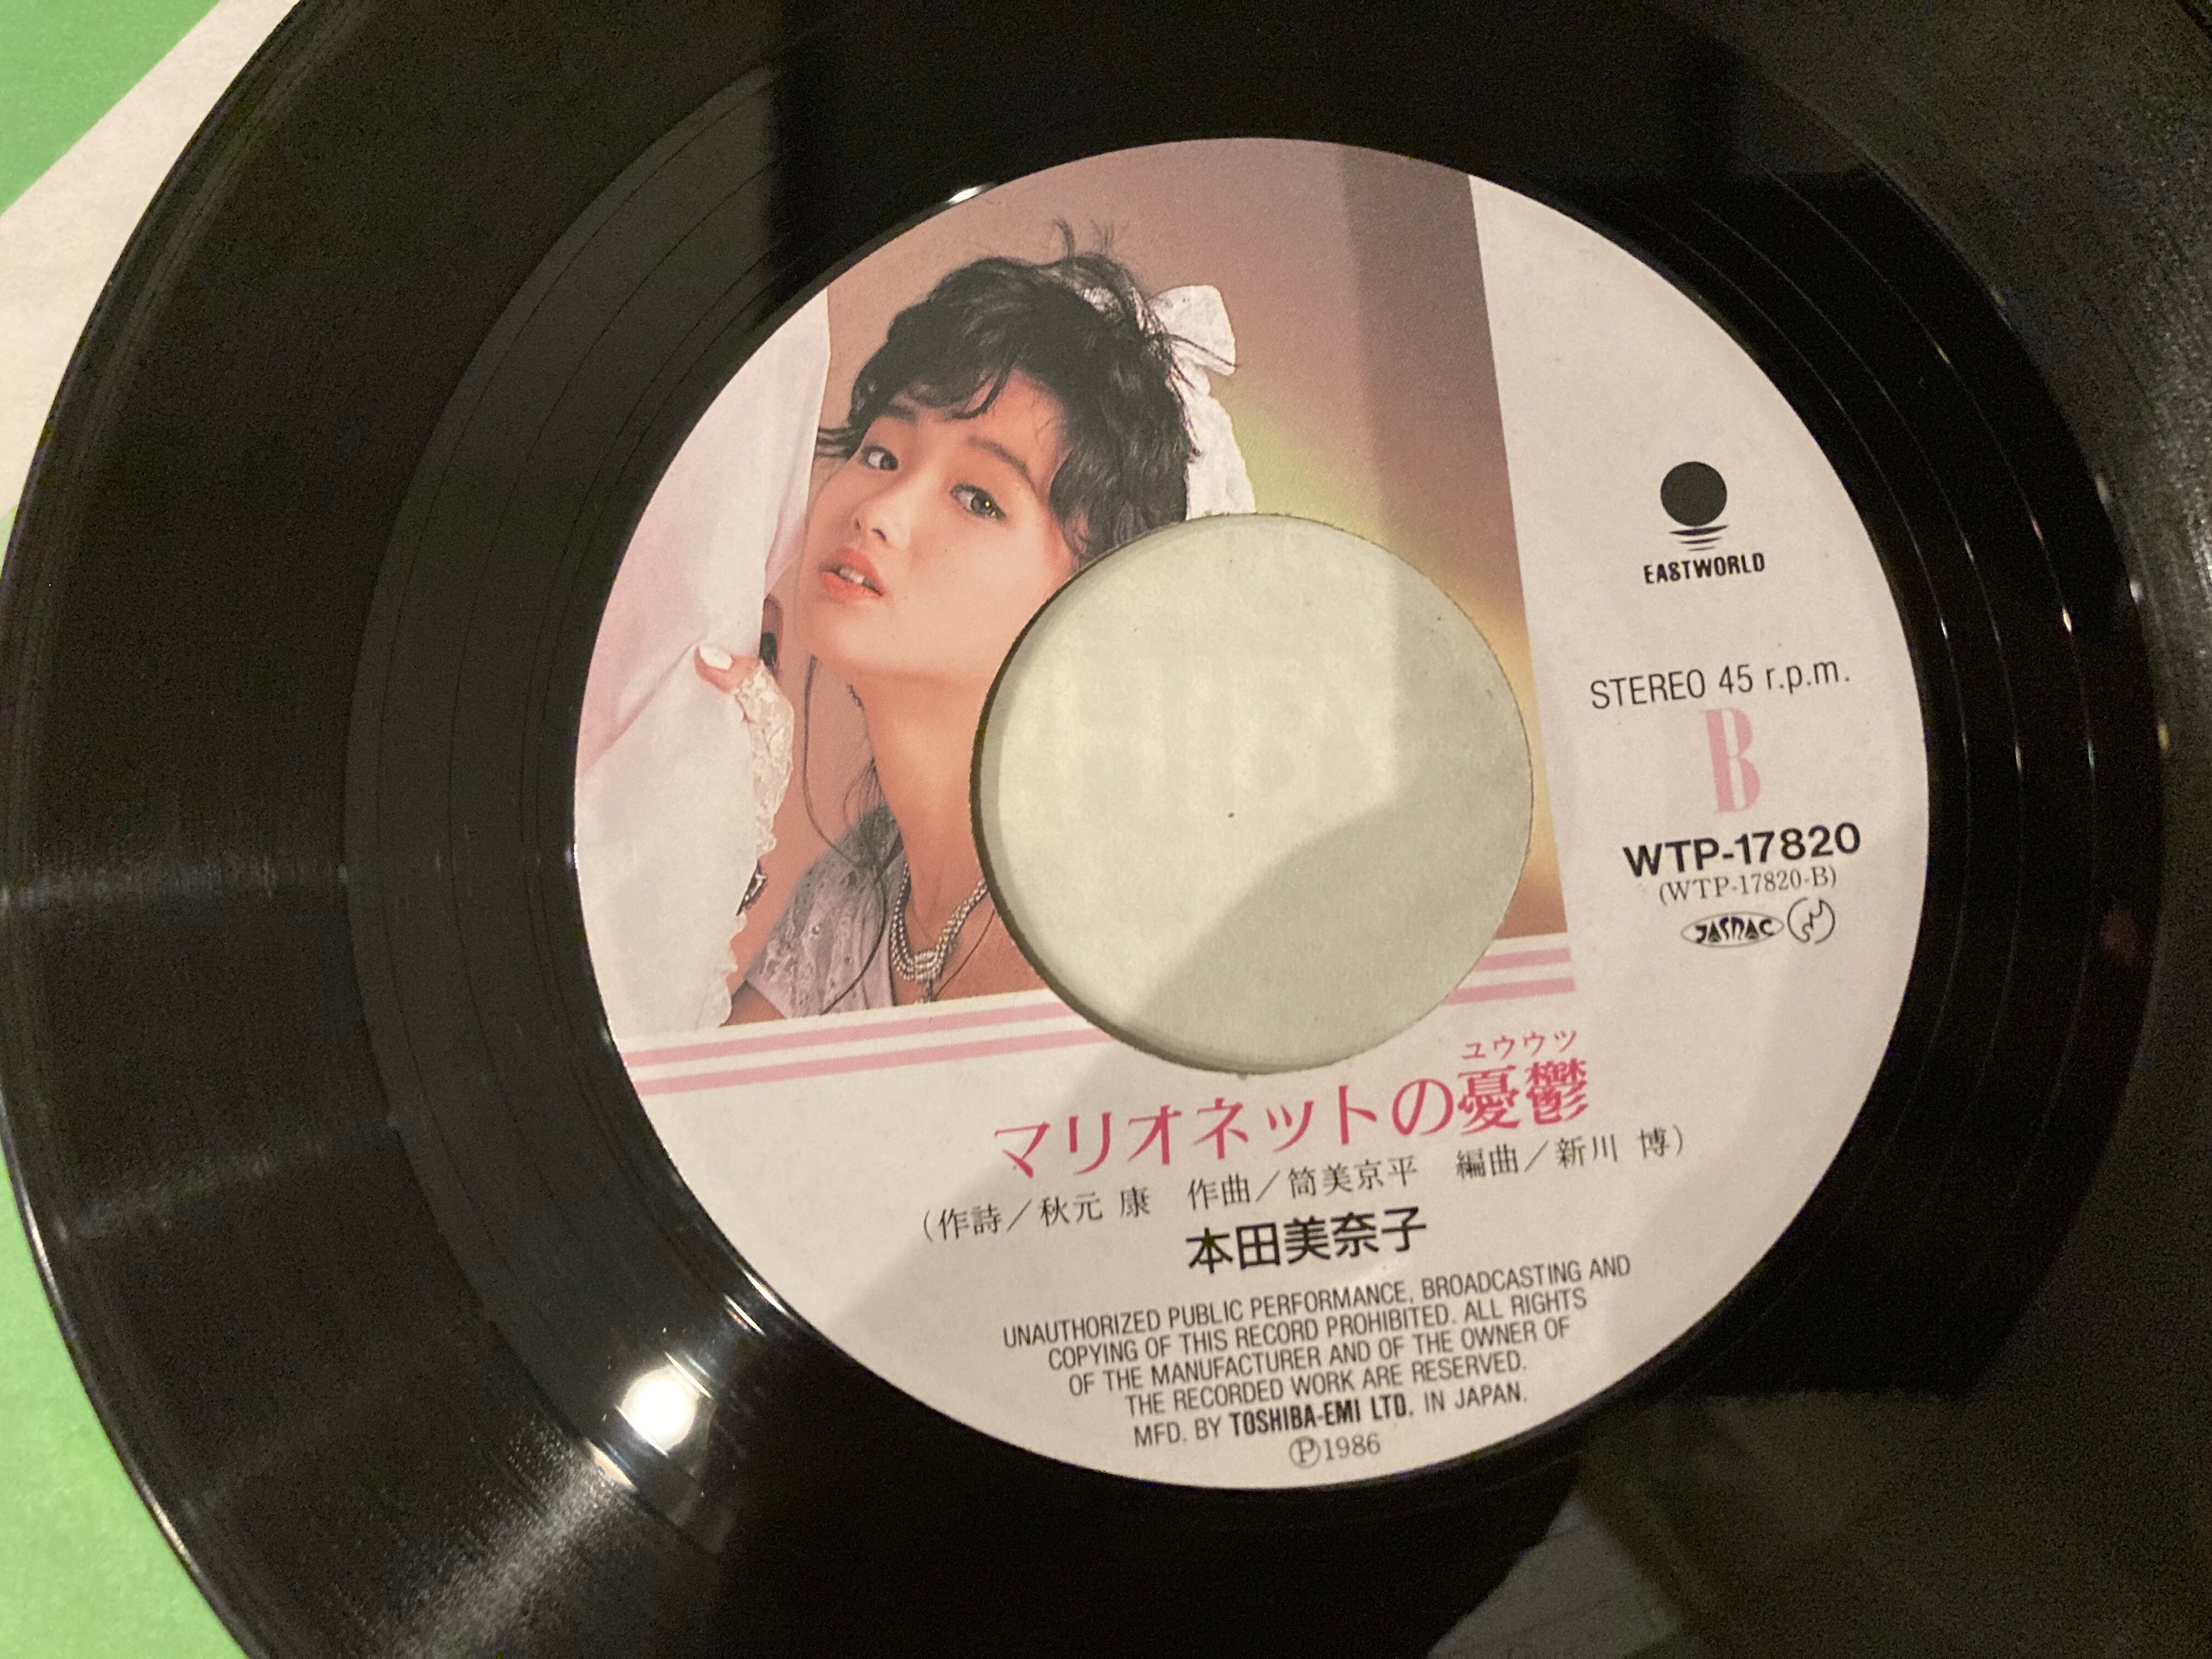 EASTWORLD
STEREO 45 r.p.m.
B
WTP-17820
(WTP-17820-B)
JASRAC
ユウウツ
マリオネットの憂鬱
(作詩/秋元 康 作曲/筒美京平 編曲/新川 博)
本田美奈子
UNAUTHORIZED PUBLIC PERFORMANCE, BROADCASTING AND
COPYING OF THIS RECORD PROHIBITED. ALL RIGHTS
OF THE MANUFACTURER AND OF THE OWNER OF
THE RECORDED WORK ARE RESERVED.
MFD. BY TOSHIBA-EMI LTD. IN JAPAN.
Ⓟ1986